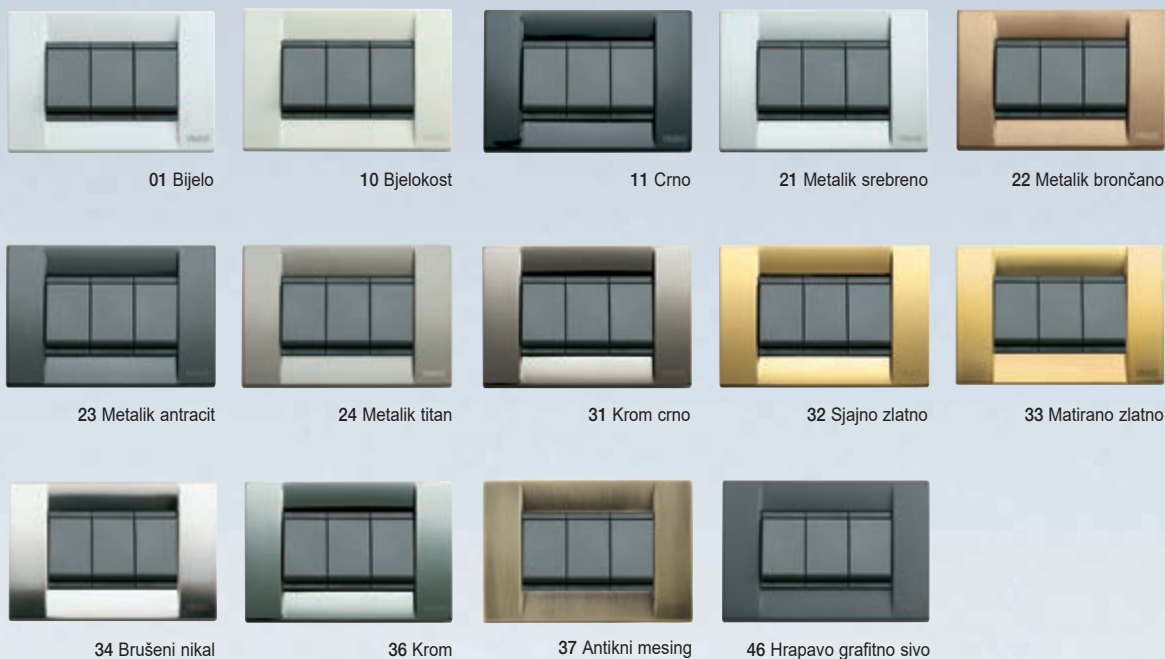 01 Bijelo
10 Bjelokost
11 Crno
21 Metalik srebreno
22 Metalik brončano
23 Metalik antracit
24 Metalik titan
31 Krom crno
32 Sjajno zlatno
33 Matirano zlatno
34 Brušeni nikal
36 Krom
37 Antikni mesing
46 Hrapavo grafitno sivo